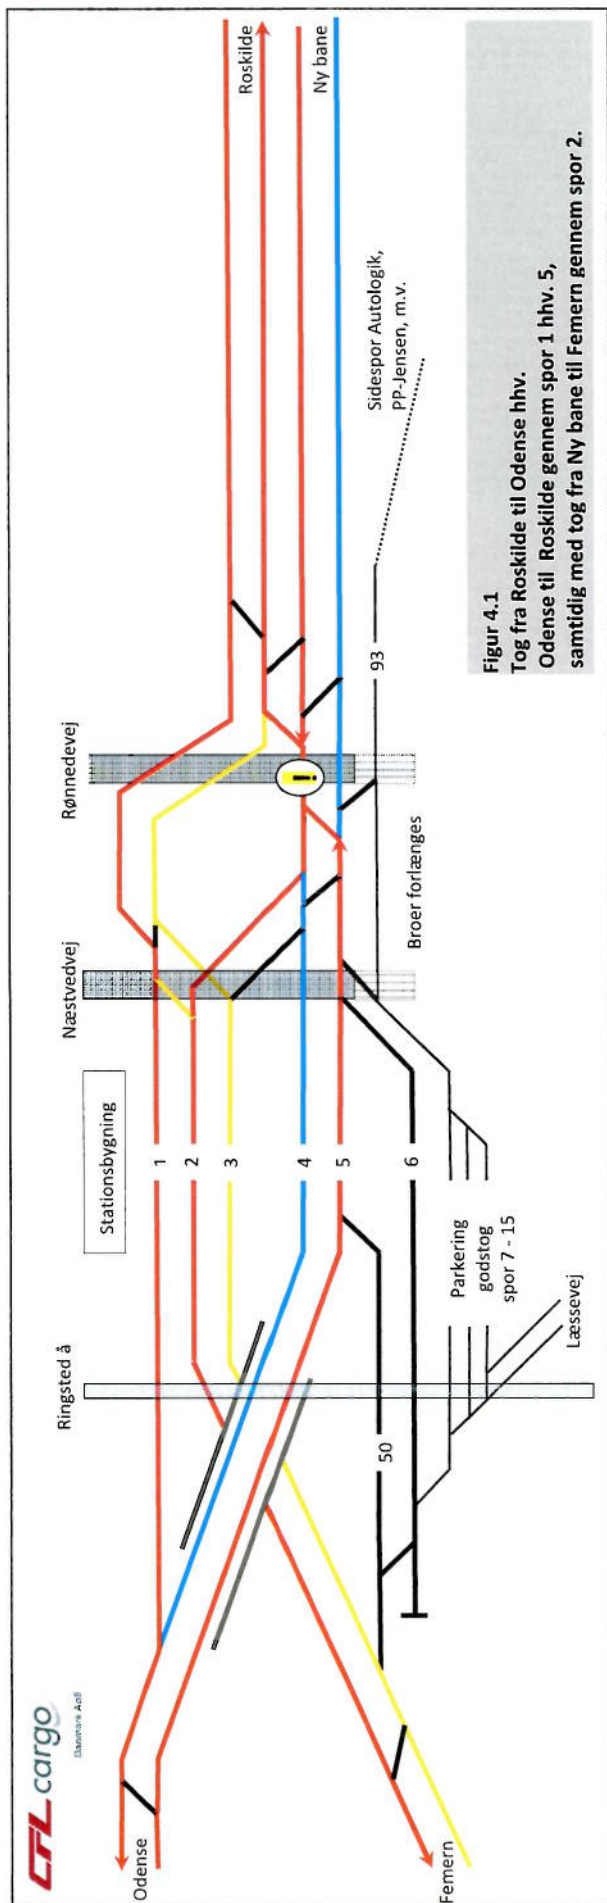 CFL cargo
Danmark ApS
Odense
Femern
Ringsted å
Stationsbygning
Næstvedvej
Rønnedevej
Roskilde
Ny bane
1
2
3
4
5
6
50
93
Parkering
godstog
spor 7 - 15
Læssevej
Broer forlænges
Sidespor Autologik,
PP-Jensen, m.v.
!
Figur 4.1
Tog fra Roskilde til Odense hhv.
Odense til Roskilde gennem spor 1 hhv. 5,
samtidig med tog fra Ny bane til Femern gennem spor 2.